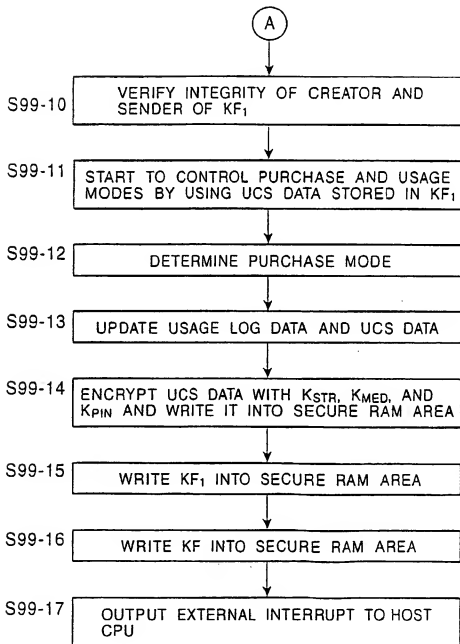 A
S99-10
VERIFY INTEGRITY OF CREATOR AND
SENDER OF KF1
S99-11
START TO CONTROL PURCHASE AND USAGE
MODES BY USING UCS DATA STORED IN KF1
S99-12
DETERMINE PURCHASE MODE
S99-13
UPDATE USAGE LOG DATA AND UCS DATA
S99-14
ENCRYPT UCS DATA WITH KSTR, KMED, AND
KPIN AND WRITE IT INTO SECURE RAM AREA
S99-15
WRITE KF1 INTO SECURE RAM AREA
S99-16
WRITE KF INTO SECURE RAM AREA
S99-17
OUTPUT EXTERNAL INTERRUPT TO HOST
CPU